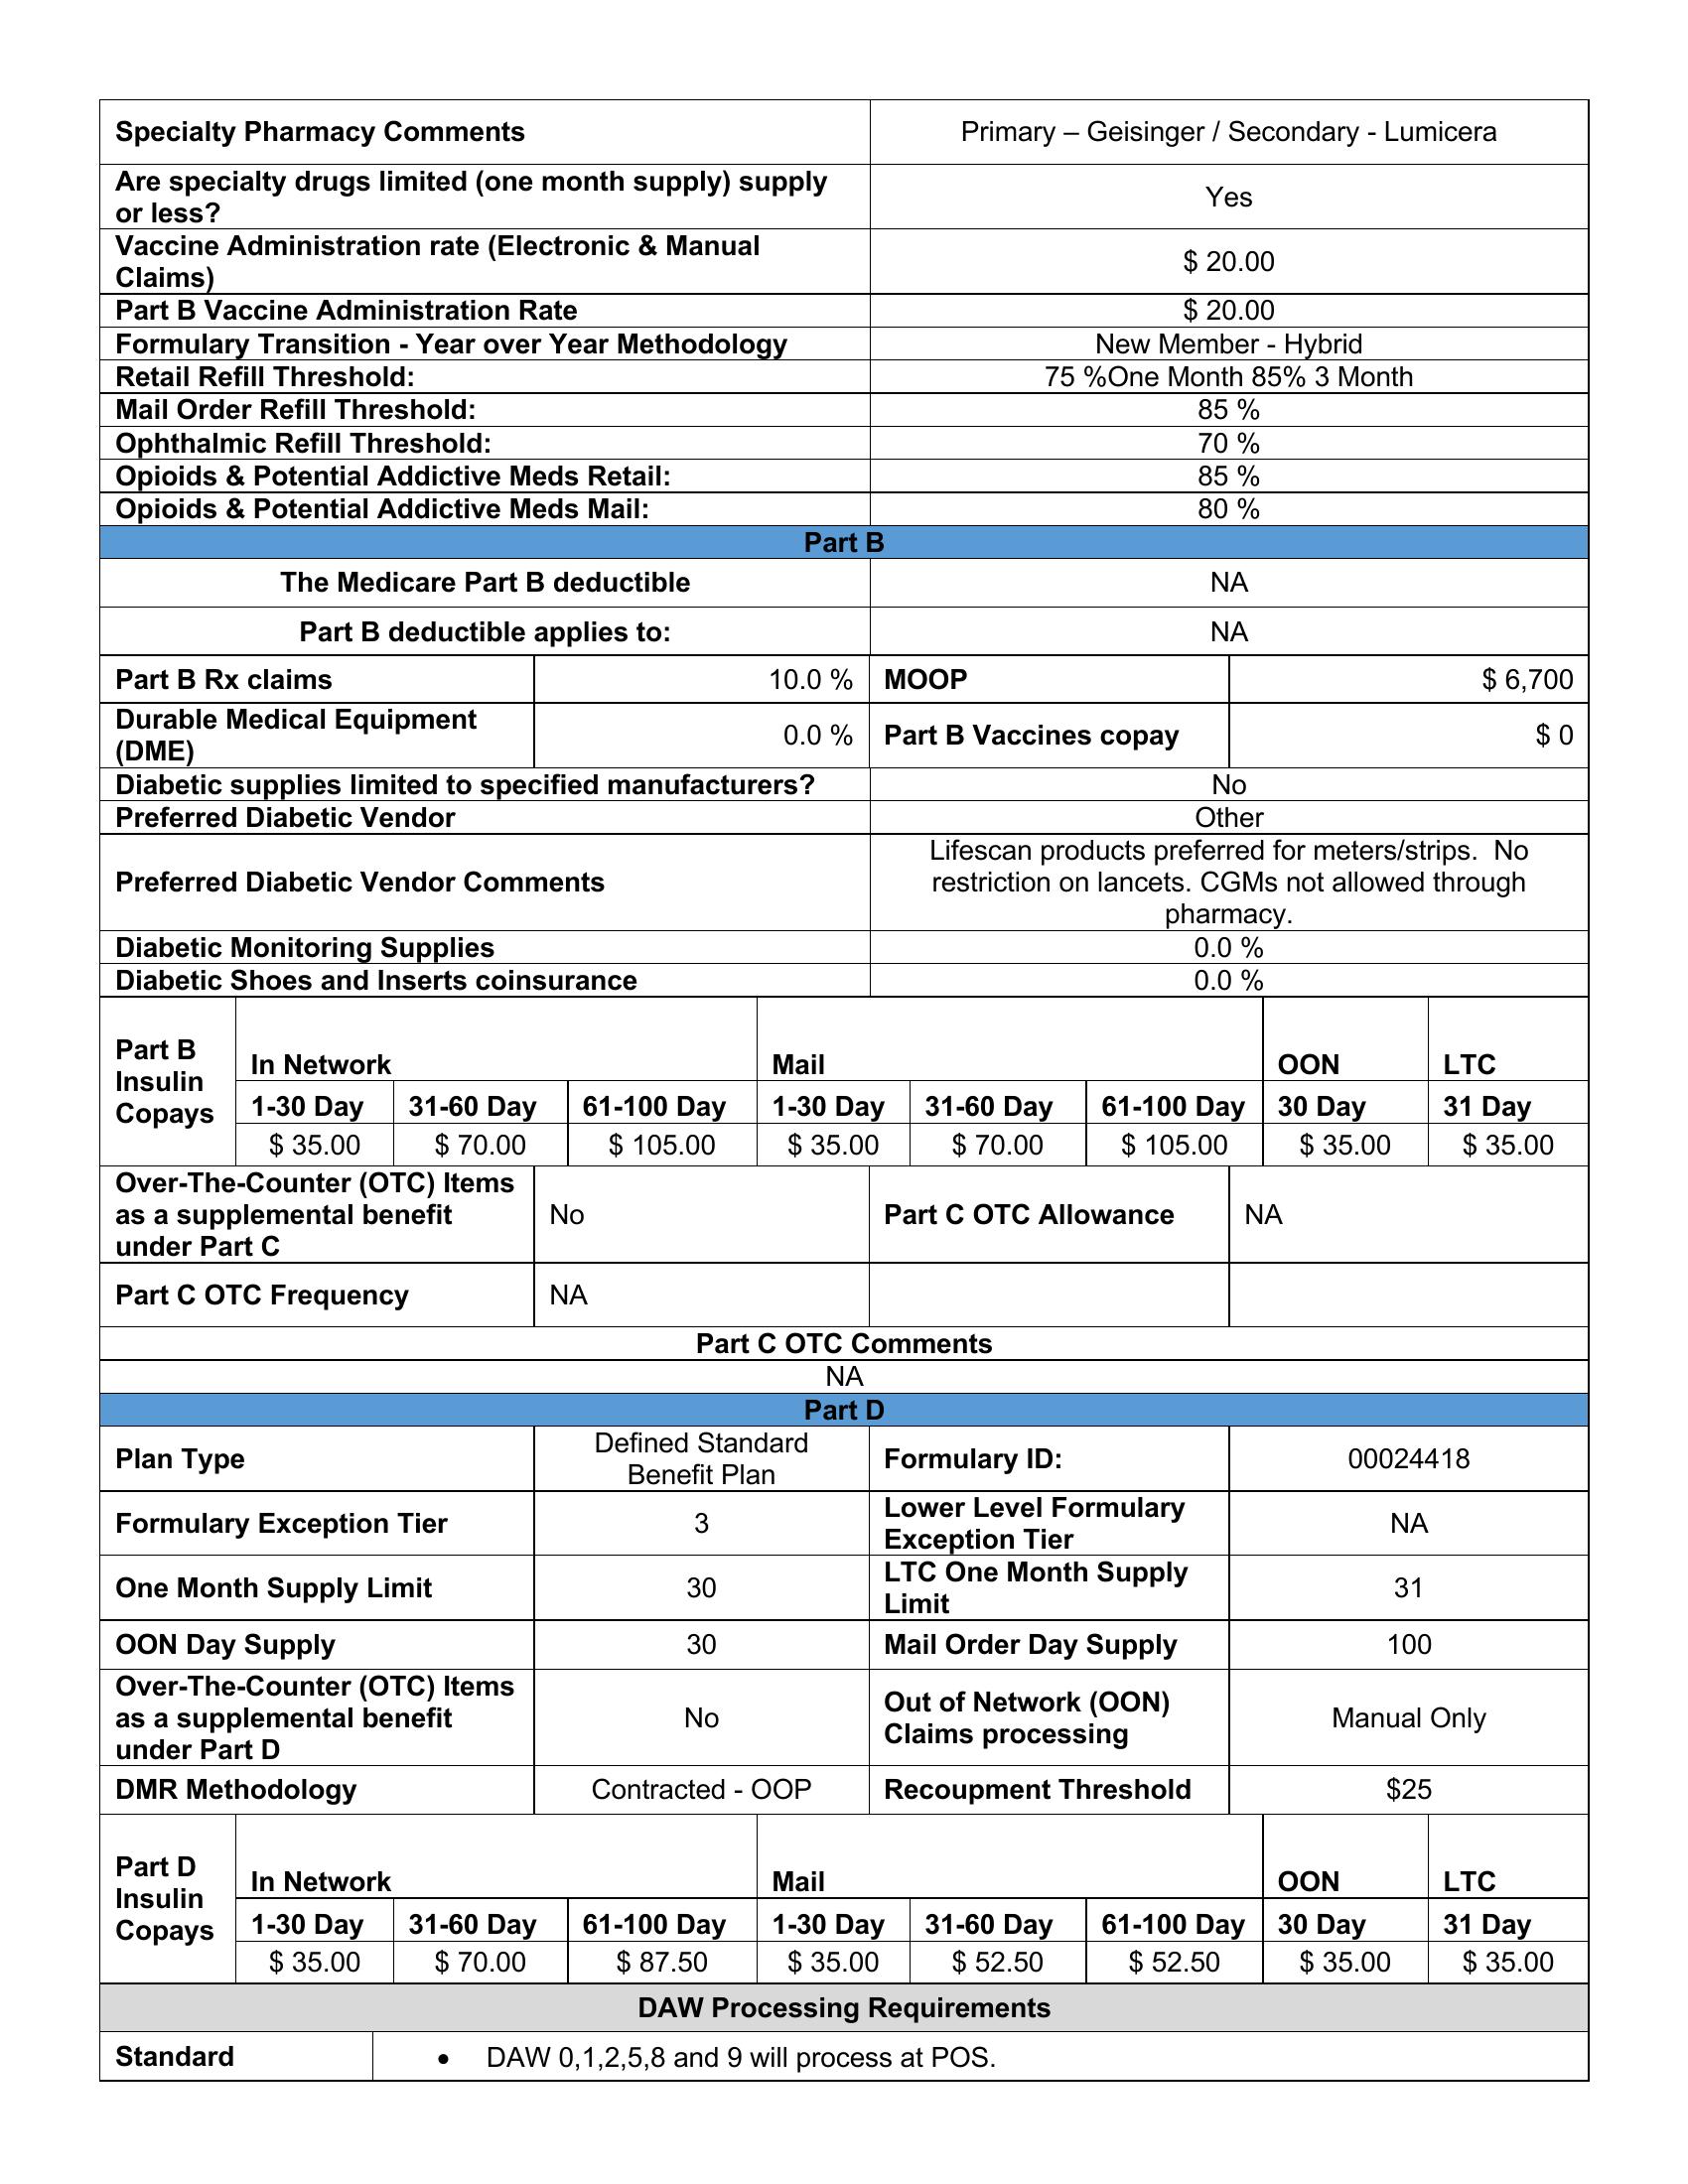 Specialty Pharmacy Comments
Primary – Geisinger / Secondary - Lumicera
Are specialty drugs limited (one month supply) supply
or less?
Yes
Vaccine Administration rate (Electronic & Manual
Claims)
$ 20.00
Part B Vaccine Administration Rate
$ 20.00
Formulary Transition - Year over Year Methodology
New Member - Hybrid
Retail Refill Threshold:
75 %One Month 85% 3 Month
Mail Order Refill Threshold:
85 %
Ophthalmic Refill Threshold:
70 %
Opioids & Potential Addictive Meds Retail:
85 %
Opioids & Potential Addictive Meds Mail:
80 %
Part B
The Medicare Part B deductible
NA
Part B deductible applies to:
NA
Part B Rx claims
10.0 %
MOOP
$ 6,700
Durable Medical Equipment
(DME)
0.0 %
Part B Vaccines copay
$ 0
Diabetic supplies limited to specified manufacturers?
No
Preferred Diabetic Vendor
Other
Preferred Diabetic Vendor Comments
Lifescan products preferred for meters/strips.  No
restriction on lancets. CGMs not allowed through
pharmacy.
Diabetic Monitoring Supplies
0.0 %
Diabetic Shoes and Inserts coinsurance
0.0 %
Part B
Insulin
Copays
In Network
Mail
OON
LTC
1-30 Day
31-60 Day
61-100 Day
1-30 Day
31-60 Day
61-100 Day
30 Day
31 Day
$ 35.00
$ 70.00
$ 105.00
$ 35.00
$ 70.00
$ 105.00
$ 35.00
$ 35.00
Over-The-Counter (OTC) Items
as a supplemental benefit
under Part C
No
Part C OTC Allowance
NA
Part C OTC Frequency
NA
Part C OTC Comments
NA
Part D
Plan Type
Defined Standard
Benefit Plan
Formulary ID:
00024418
Formulary Exception Tier
3
Lower Level Formulary
Exception Tier
NA
One Month Supply Limit
30
LTC One Month Supply
Limit
31
OON Day Supply
30
Mail Order Day Supply
100
Over-The-Counter (OTC) Items
as a supplemental benefit
under Part D
No
Out of Network (OON)
Claims processing
Manual Only
DMR Methodology
Contracted - OOP
Recoupment Threshold
$25
Part D
Insulin
Copays
In Network
Mail
OON
LTC
1-30 Day
31-60 Day
61-100 Day
1-30 Day
31-60 Day
61-100 Day
30 Day
31 Day
$ 35.00
$ 70.00
$ 87.50
$ 35.00
$ 52.50
$ 52.50
$ 35.00
$ 35.00
DAW Processing Requirements
Standard
• DAW 0,1,2,5,8 and 9 will process at POS.